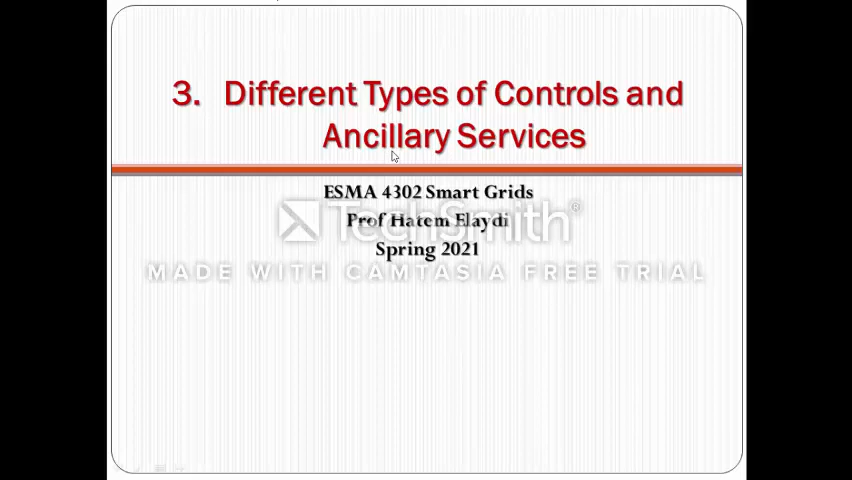 3. Different Types of Controls and
Ancillary Services
ESMA 4302 Smart Grids
Prof Hatem Elaydi
TechSmith®
Spring 2021
MADE WITH CAMTASIA FREE TRIAL